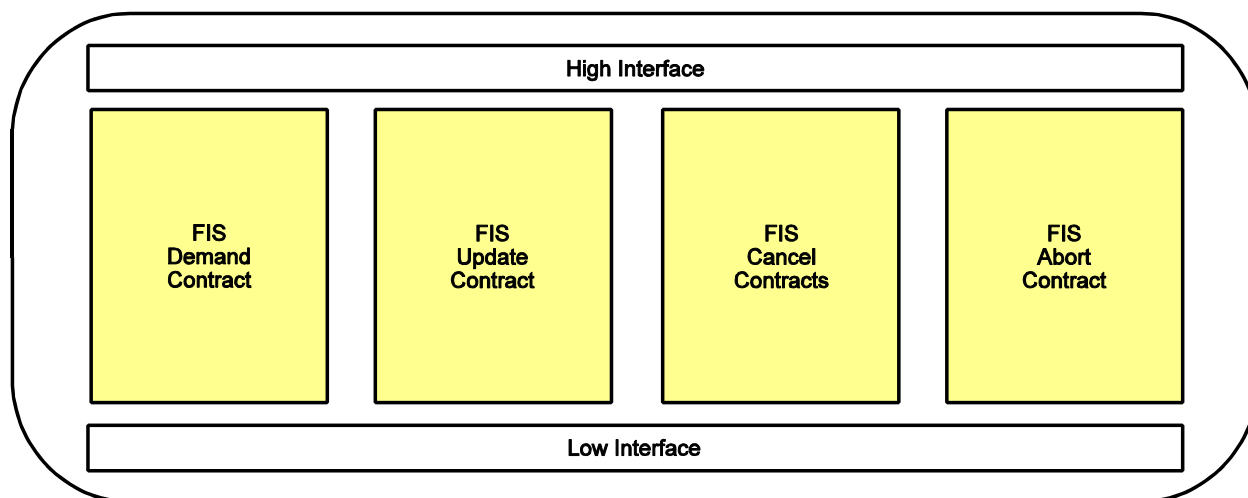 High Interface
FIS
Demand
Contract
FIS
Update
Contract
FIS
Cancel
Contracts
FIS
Abort
Contract
Low Interface